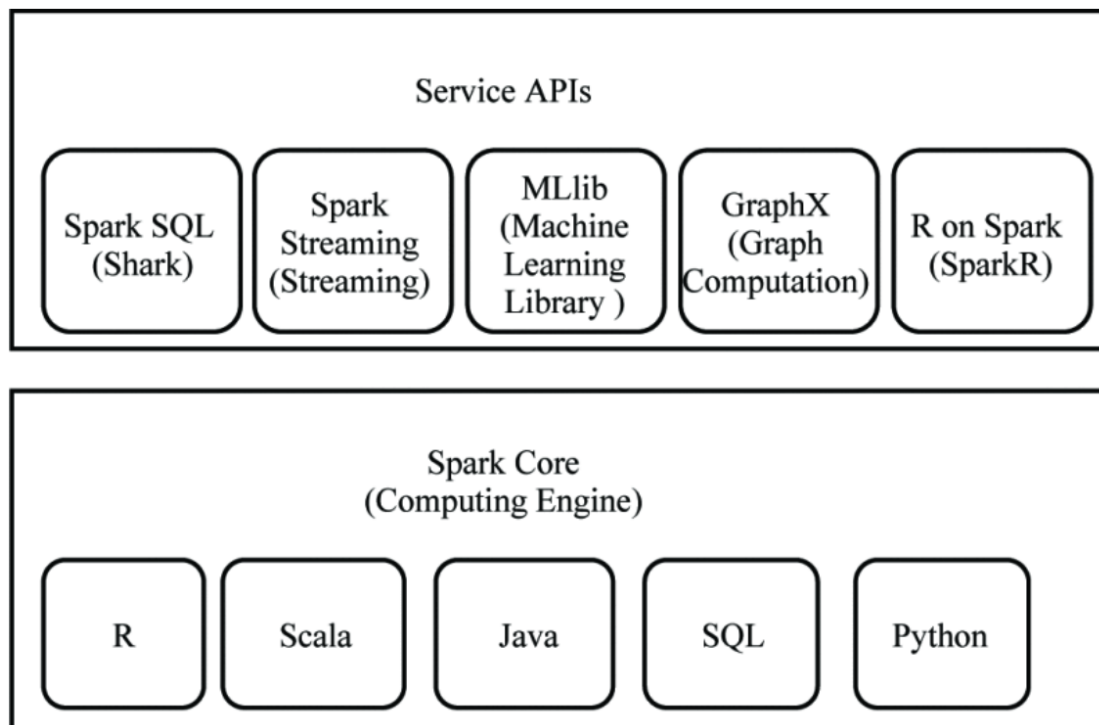 Service APIs
Spark SQL
(Shark)
Spark
Streaming
(Streaming)
MLlib
(Machine
Learning
Library )
GraphX
(Graph
Computation)
R on Spark
(SparkR)
Spark Core
(Computing Engine)
R
Scala
Java
SQL
Python